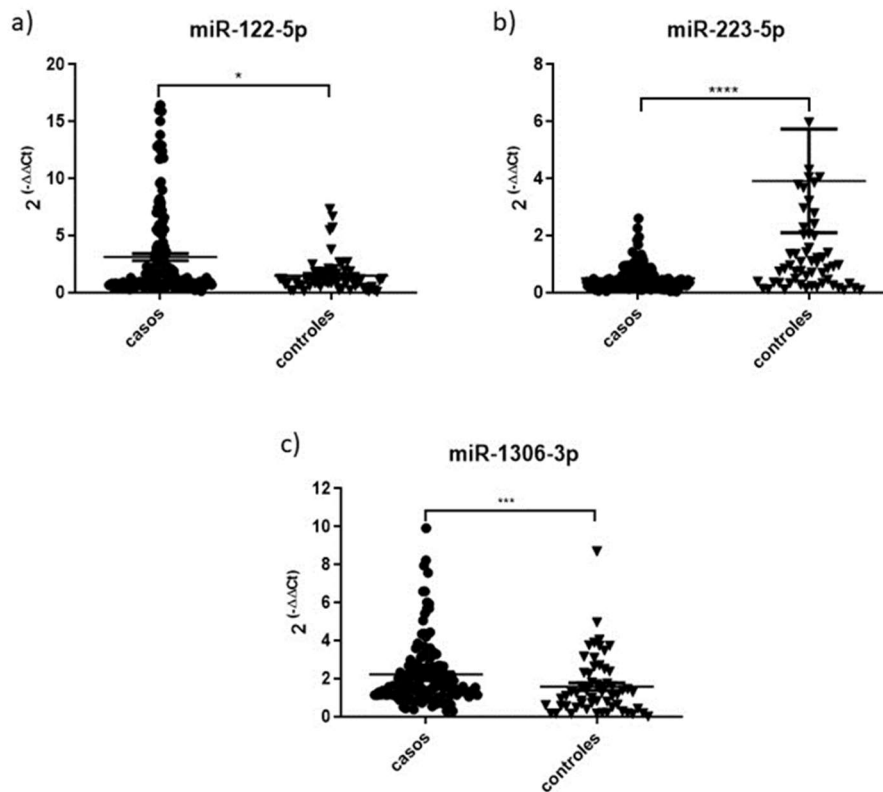 a)
miR-122-5p
20
15
10
5
0
2^(-ΔΔCt)
*
casos
controles
b)
miR-223-5p
8
6
4
2
0
2^(-ΔΔCt)
****
casos
controles
c)
miR-1306-3p
12
10
8
6
4
2
0
2^(-ΔΔCt)
***
casos
controles